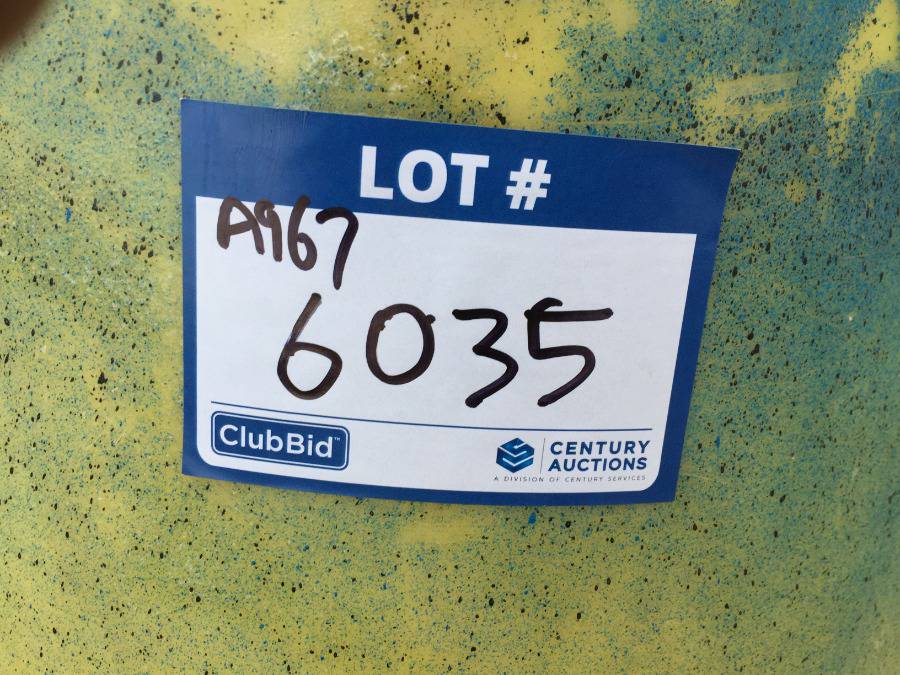 LOT #
A967
6035
ClubBid™
CENTURY
AUCTIONS
A DIVISION OF CENTURY SERVICES